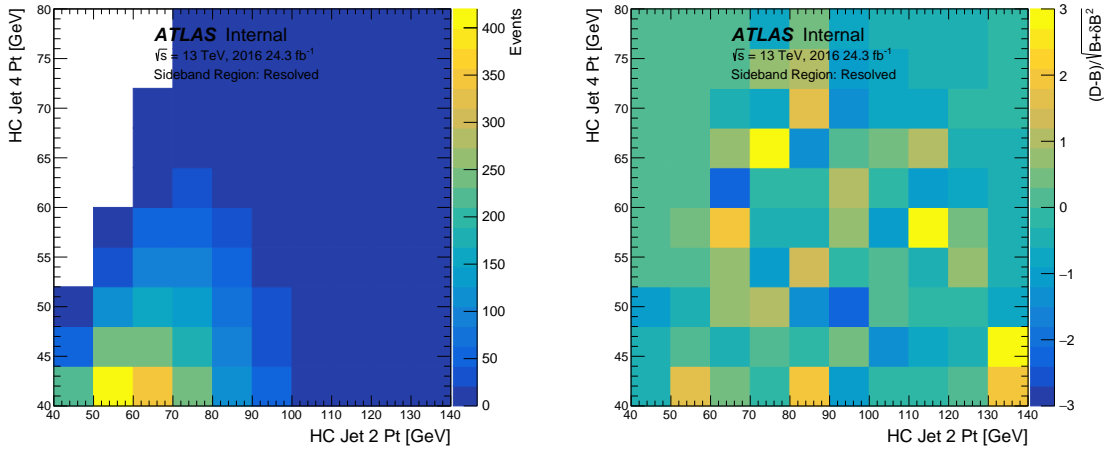 HC Jet 4 Pt [GeV]
80
75
70
65
60
55
50
45
40
ATLAS Internal
√s = 13 TeV, 2016 24.3 fb⁻¹
Sideband Region: Resolved
40 50 60 70 80 90 100 110 120 130 140
HC Jet 2 Pt [GeV]
400
350
300
250
200
150
100
50
0
Events
HC Jet 4 Pt [GeV]
80
75
70
65
60
55
50
45
40
ATLAS Internal
√s = 13 TeV, 2016 24.3 fb⁻¹
Sideband Region: Resolved
40 50 60 70 80 90 100 110 120 130 140
HC Jet 2 Pt [GeV]
3
2
1
0
−1
−2
−3
(D-B)/√B+δB²